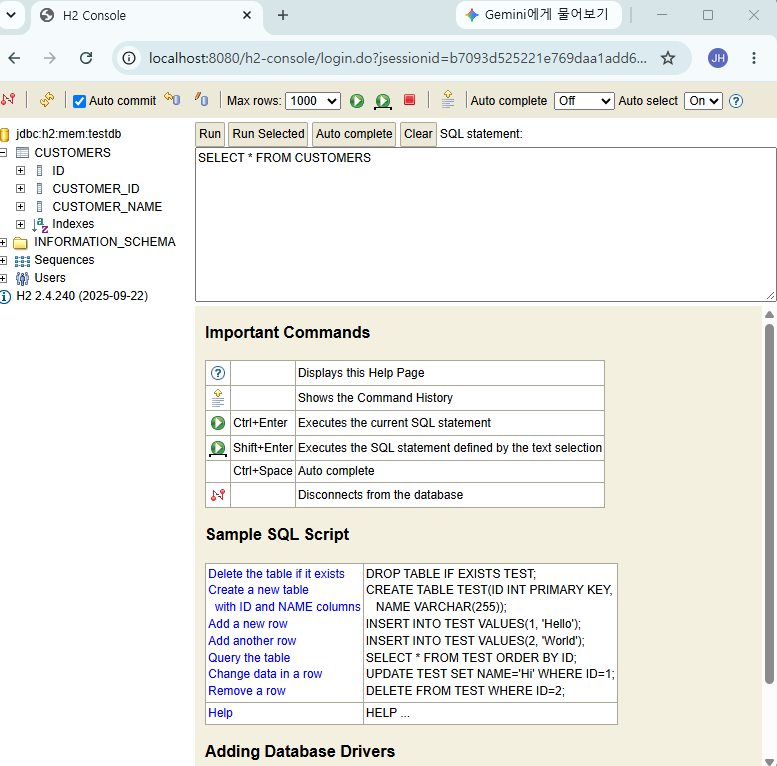 H2 Console
Gemini에게 물어보기
localhost:8080/h2-console/login.do?jsessionid=b7093d525221e769daa1add6...
JH
Auto commit
Max rows: 1000
Auto complete Off
Auto select On
jdbc:h2:mem:testdb
CUSTOMERS
ID
CUSTOMER_ID
CUSTOMER_NAME
Indexes
INFORMATION_SCHEMA
Sequences
Users
H2 2.4.240 (2025-09-22)
Run Run Selected Auto complete Clear SQL statement:
SELECT * FROM CUSTOMERS
Important Commands
Displays this Help Page
Shows the Command History
Ctrl+Enter Executes the current SQL statement
Shift+Enter Executes the SQL statement defined by the text selection
Ctrl+Space Auto complete
Disconnects from the database
Sample SQL Script
Delete the table if it exists DROP TABLE IF EXISTS TEST;
Create a new table CREATE TABLE TEST(ID INT PRIMARY KEY,
with ID and NAME columns NAME VARCHAR(255));
Add a new row INSERT INTO TEST VALUES(1, 'Hello');
Add another row INSERT INTO TEST VALUES(2, 'World');
Query the table SELECT * FROM TEST ORDER BY ID;
Change data in a row UPDATE TEST SET NAME='Hi' WHERE ID=1;
Remove a row DELETE FROM TEST WHERE ID=2;
Help HELP ...
Adding Database Drivers